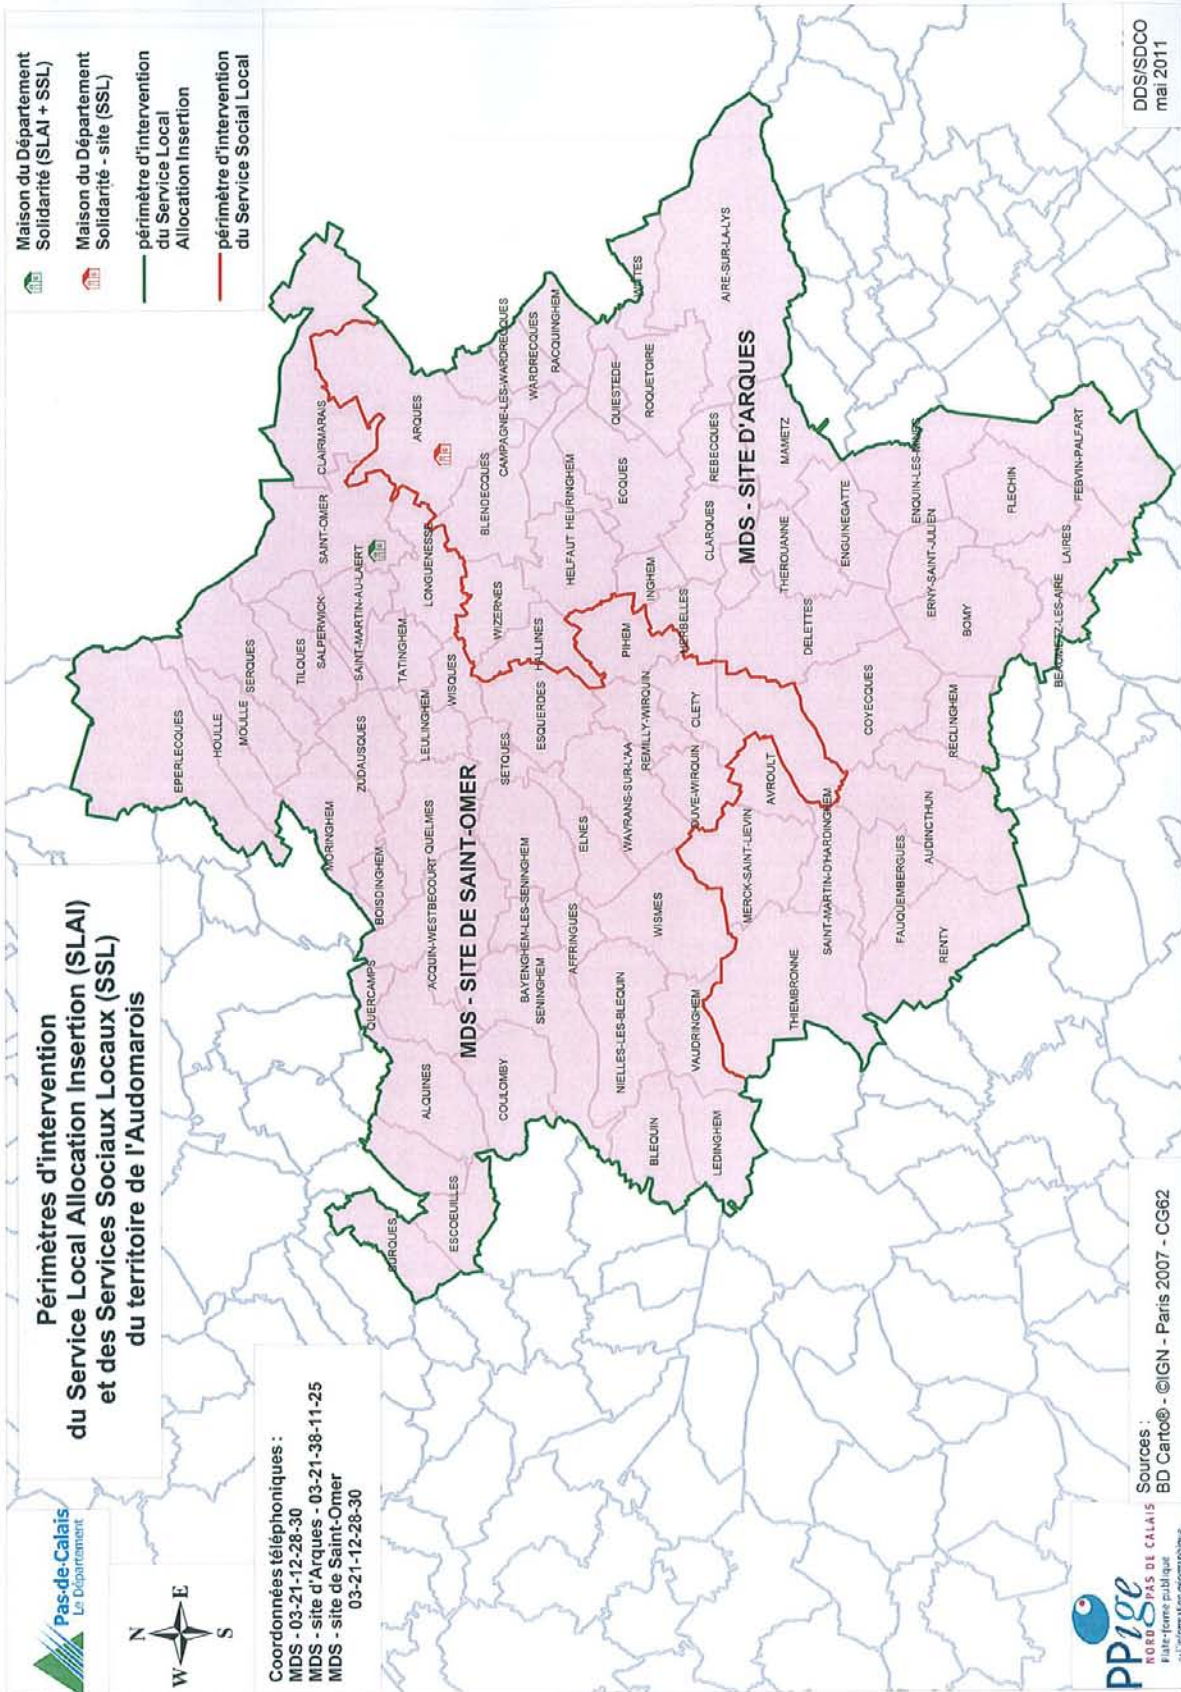 Pas-de-Calais
Le Département
Périmètres d'intervention
du Service Local Allocation Insertion (SLAI)
et des Services Sociaux Locaux (SSL)
du territoire de l'Audomarois
Maison du Département
Solidarité (SLAI + SSL)
Maison du Département
Solidarité - site (SSL)
périmètre d'intervention
du Service Local
Allocation Insertion
périmètre d'intervention
du Service Social Local
N
W
E
S
Coordonnées téléphoniques :
MDS - 03-21-12-28-30
MDS - site d'Arques - 03-21-38-11-25
MDS - site de Saint-Omer
03-21-12-28-30
EPERLECQUES
HOULLE
MOULLE
SERQUES
TILQUES
SALPERWICK
SAINT-OMER
CLAIRMARAIS
MORINGHEM
ZUDAUSQUES
SAINT-MARTIN-AU-LAERT
BOISDINGHEM
QUERCAMPS
TATINGHEM
ARQUES
LEULINGHEM
LONGUENESSE
ACQUIN-WESTBECOURT
QUELMES
ALQUINES
SURQUES
ESCOEUILLES
WISQUES
MDS - SITE DE SAINT-OMER
BLENDECQUES
CAMPAGNE-LES-WARDRECQUES
WIZERNES
SETQUES
COULOMBY
BAYENGHEM-LES-SENINGHEM
SENINGHEM
ESQUERDES
HALLINES
WARDRECQUES
RACQUINGHEM
HELFAUT
HEURINGHEM
AFFRINGUES
ELNES
QUIESTEDE
ECQUES
PIHEM
WITTES
ROQUETOIRE
INGHEM
WAVRANS-SUR-L'AA
REMILLY-WIRQUIN
NIELLES-LES-BLEQUIN
WISMES
BLEQUIN
HERBELLES
CLETY
OUVE-WIRQUIN
VAUDRINGHEM
LEDINGHEM
CLARQUES
REBECQUES
AIRE-SUR-LA-LYS
MDS - SITE D'ARQUES
MERCK-SAINT-LIEVIN
AVROULT
THEROUANNE
MAMETZ
THIEMBRONNE
SAINT-MARTIN-D'HARDINGHEM
DELETTES
ENGUINEGATTE
COYECQUES
FAUQUEMBERGUES
AUDINCTHUN
RENTY
RECLINGHEM
ERNY-SAINT-JULIEN
ENQUIN-LES-MINES
BOMY
FLECHIN
BEAUMETZ-LES-AIRE
LAIRES
FEBVIN-PALFART
PPige
NORD PAS DE CALAIS
Plate-forme publique
Sources :
BD Carto® - ©IGN - Paris 2007 - CG62
DDS/SDCO
mai 2011